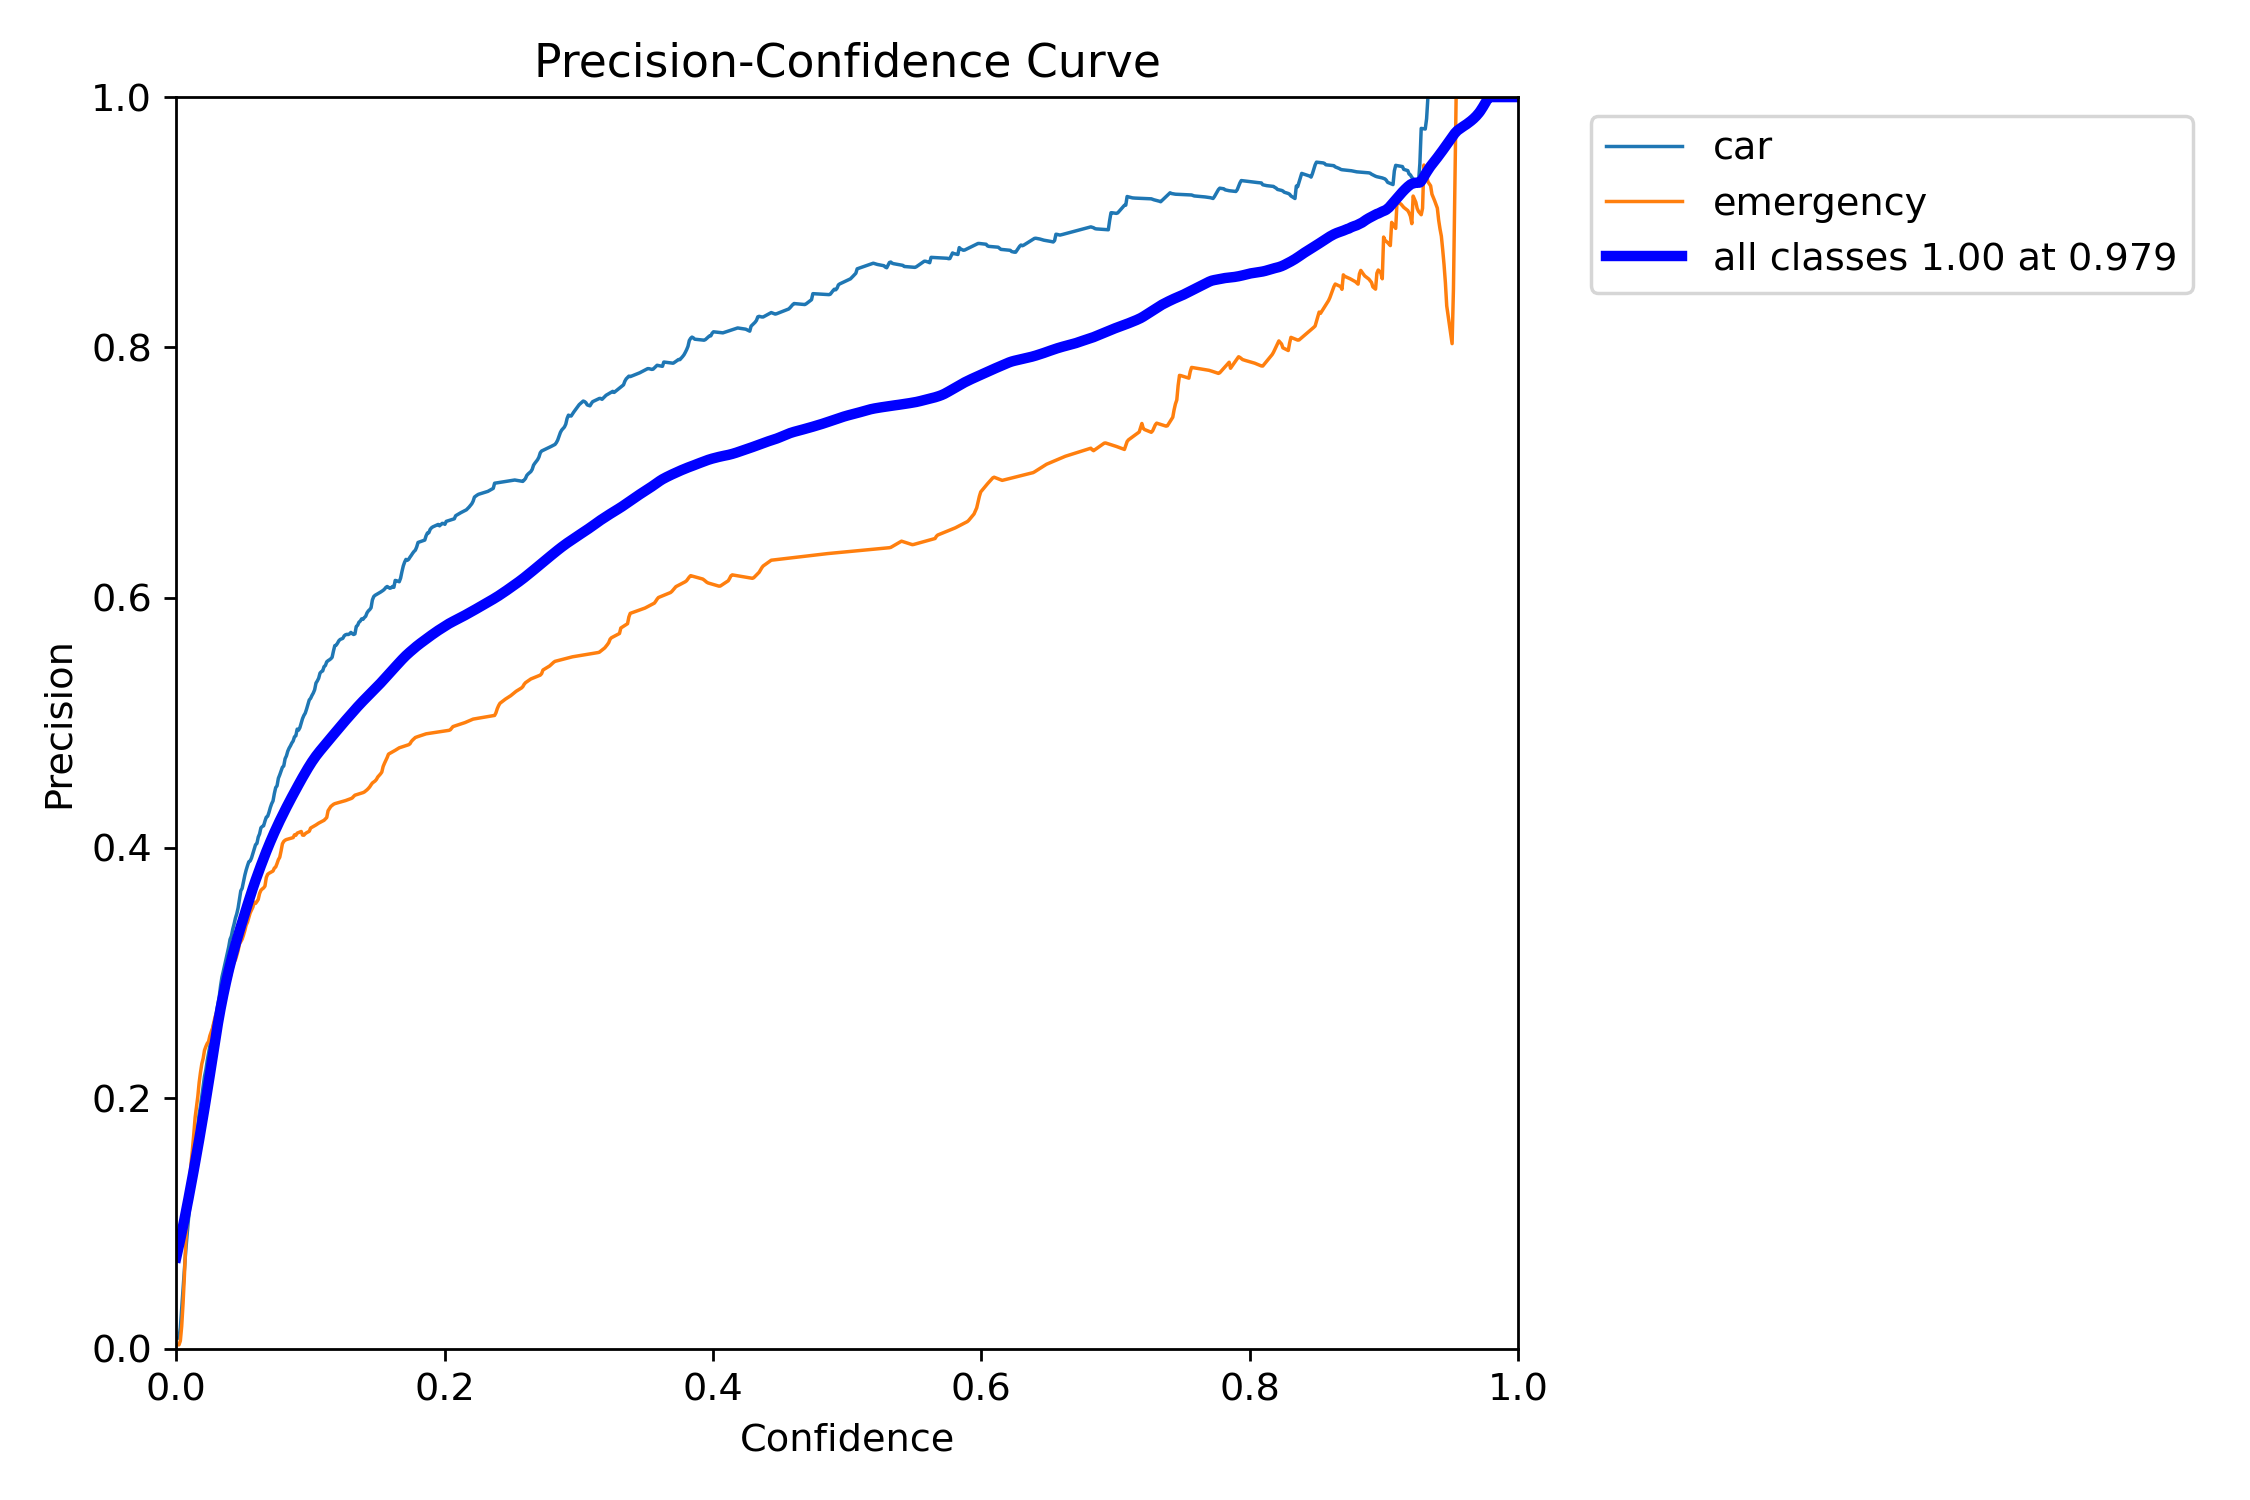 Precision-Confidence Curve
1.0
0.8
0.6
0.4
0.2
0.0
Precision
0.0 0.2 0.4 0.6 0.8 1.0
Confidence
car
emergency
all classes 1.00 at 0.979